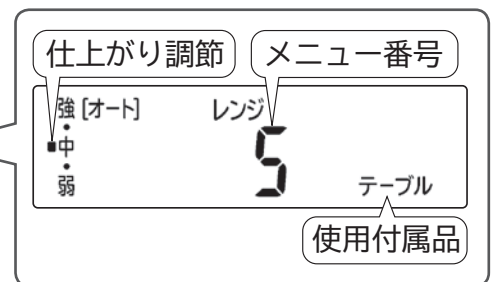 仕上がり調節 メニュー番号
強 [オート] レンジ
・
■中 5
・
弱 テーブル
使用付属品